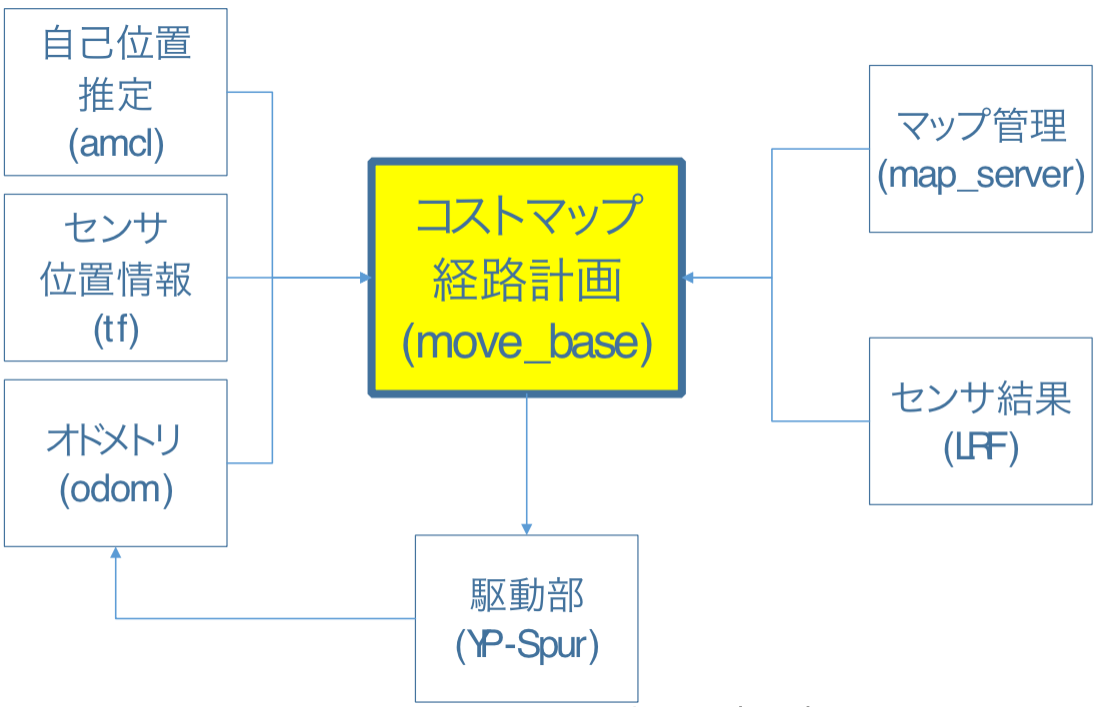 自己位置
推定
(amcl)
センサ
位置情報
(tf)
オドメトリ
(odom)
コストマップ
経路計画
(move_base)
マップ管理
(map_server)
センサ結果
(LRF)
駆動部
(YP-Spur)